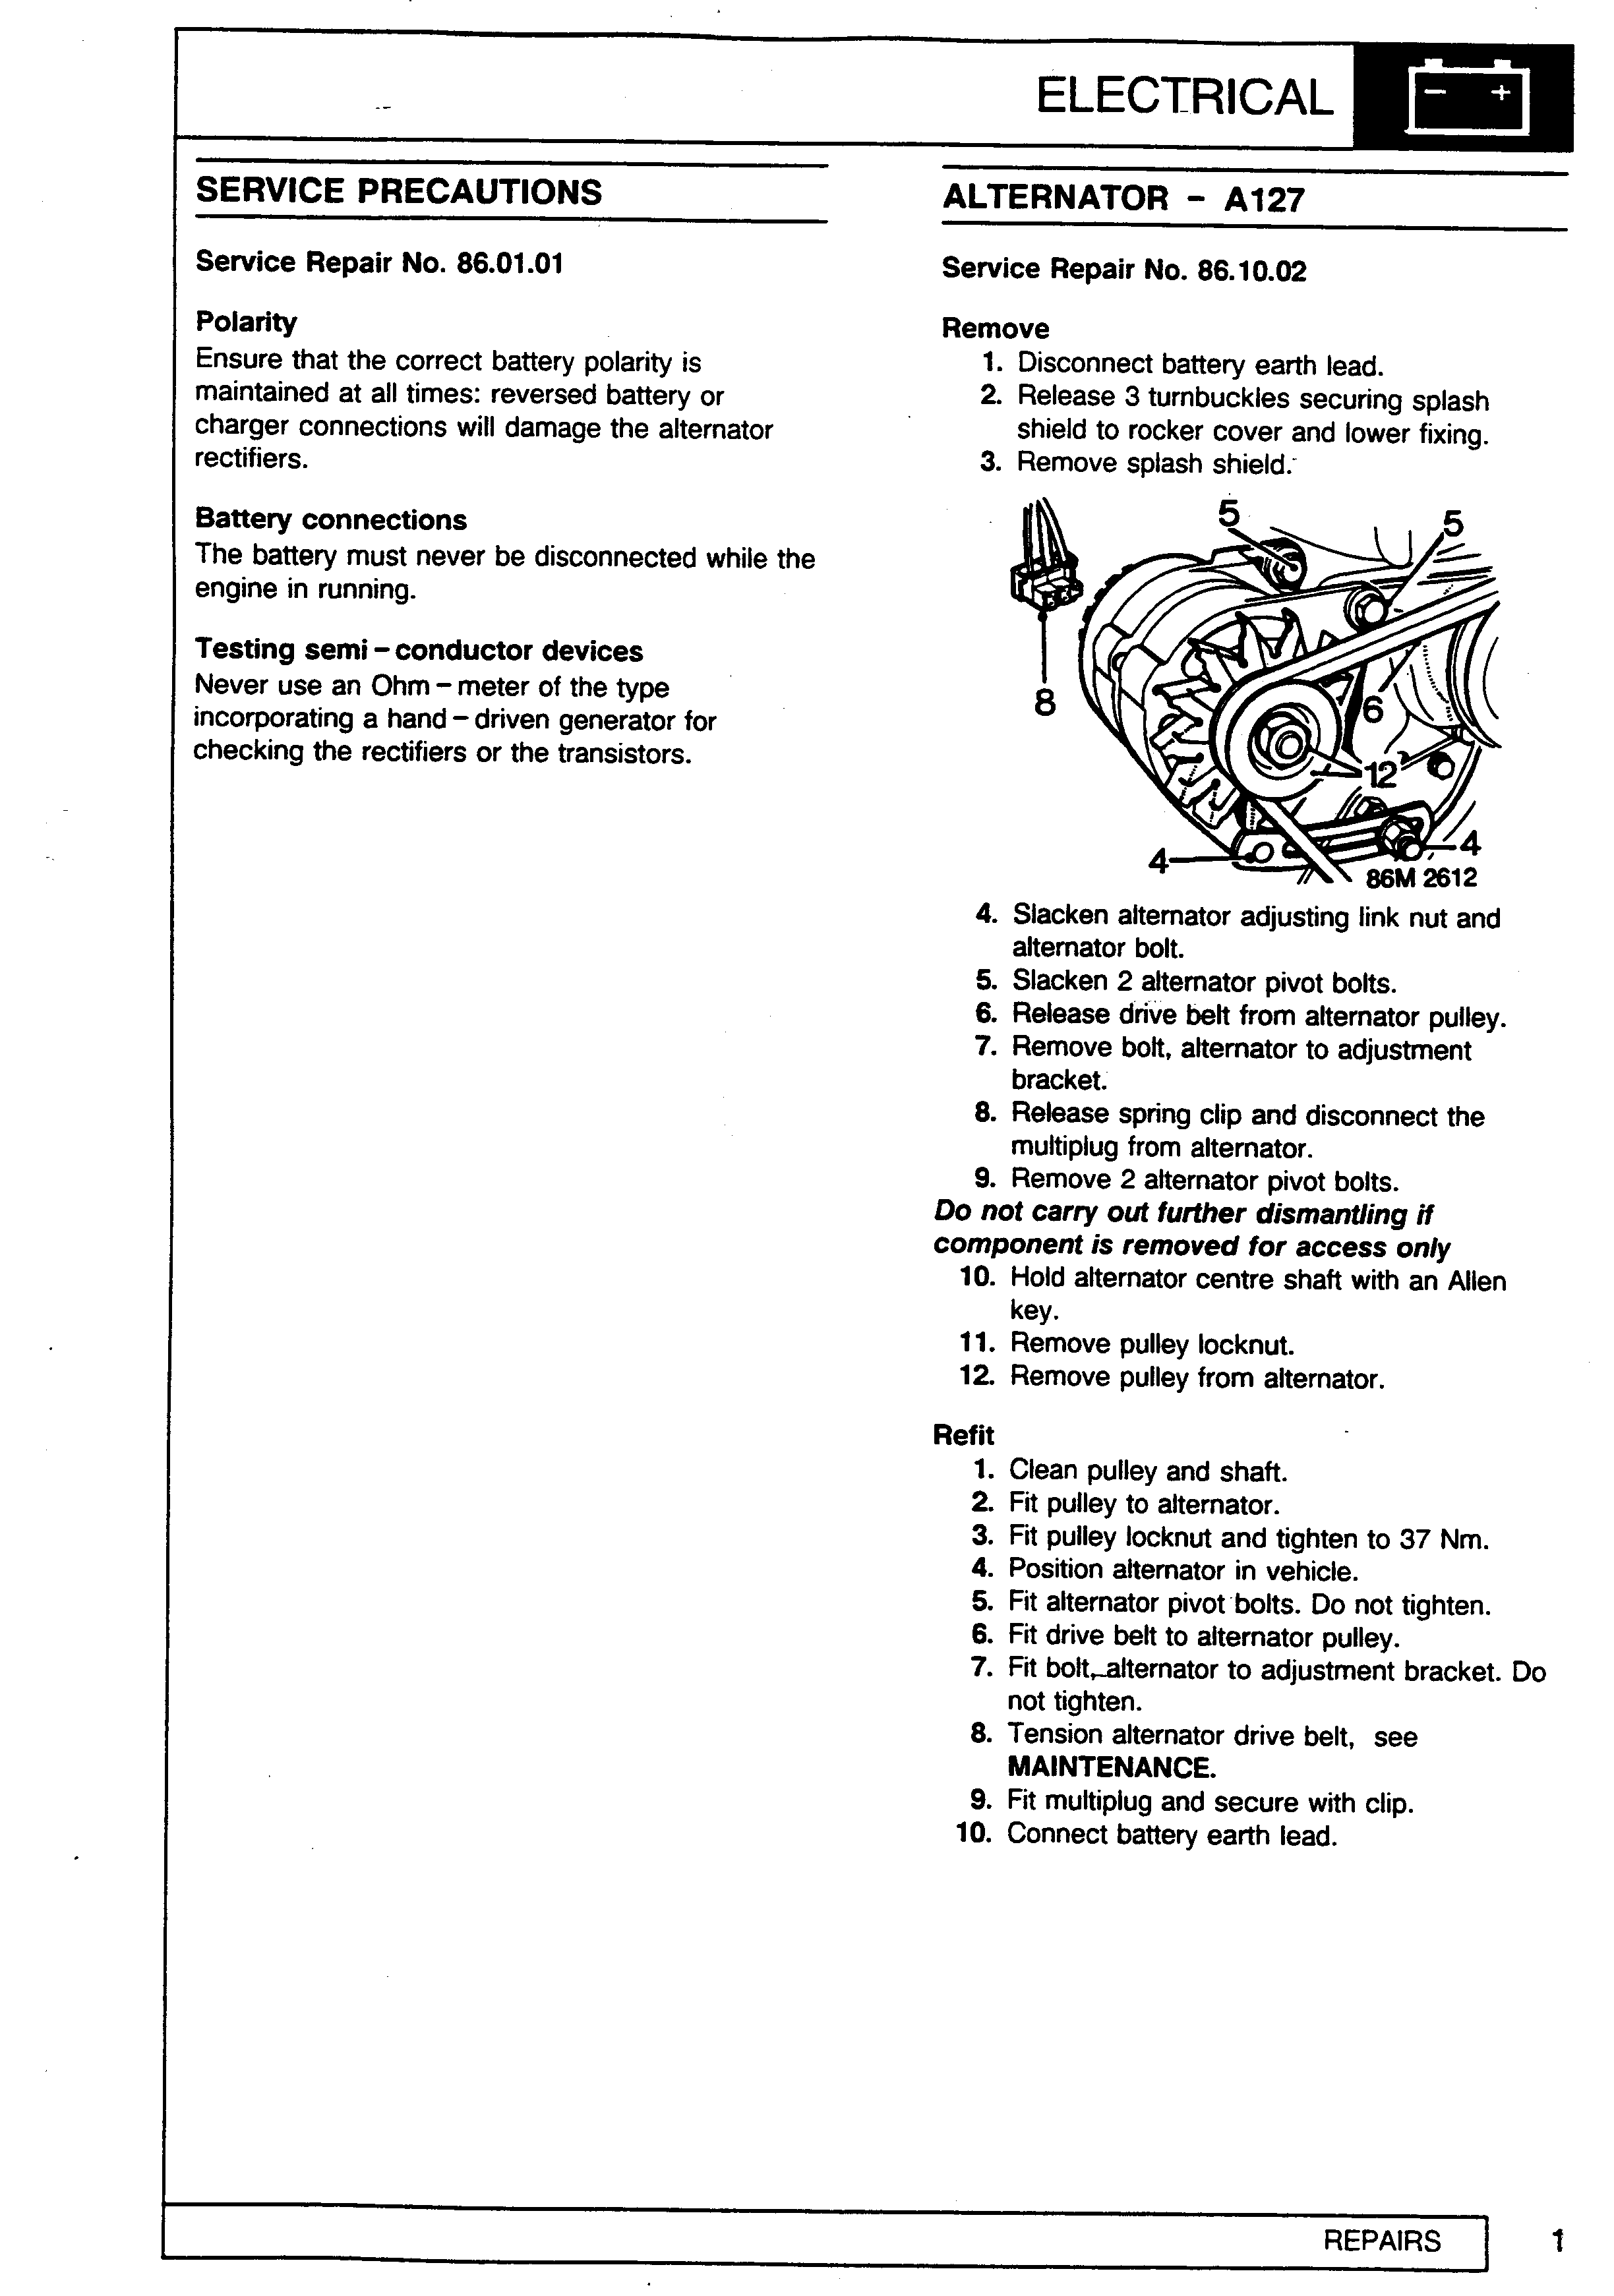 ELECTRICAL
- +
SERVICE PRECAUTIONS
Service Repair No. 86.01.01
Polarity
Ensure that the correct battery polarity is
maintained at all times: reversed battery or
charger connections will damage the alternator
rectifiers.
Battery connections
The battery must never be disconnected while the
engine in running.
Testing semi-conductor devices
Never use an Ohm-meter of the type
incorporating a hand-driven generator for
checking the rectifiers or the transistors.
ALTERNATOR - A127
Service Repair No. 86.10.02
Remove
1. Disconnect battery earth lead.
2. Release 3 turnbuckles securing splash
shield to rocker cover and lower fixing.
3. Remove splash shield.
5
5
8
6
12
4
4
86M 2612
4. Slacken alternator adjusting link nut and
alternator bolt.
5. Slacken 2 alternator pivot bolts.
6. Release drive belt from alternator pulley.
7. Remove bolt, alternator to adjustment
bracket.
8. Release spring clip and disconnect the
multiplug from alternator.
9. Remove 2 alternator pivot bolts.
Do not carry out further dismantling if
component is removed for access only
10. Hold alternator centre shaft with an Allen
key.
11. Remove pulley locknut.
12. Remove pulley from alternator.
Refit
1. Clean pulley and shaft.
2. Fit pulley to alternator.
3. Fit pulley locknut and tighten to 37 Nm.
4. Position alternator in vehicle.
5. Fit alternator pivot bolts. Do not tighten.
6. Fit drive belt to alternator pulley.
7. Fit bolt, alternator to adjustment bracket. Do
not tighten.
8. Tension alternator drive belt, see
MAINTENANCE.
9. Fit multiplug and secure with clip.
10. Connect battery earth lead.
REPAIRS
1